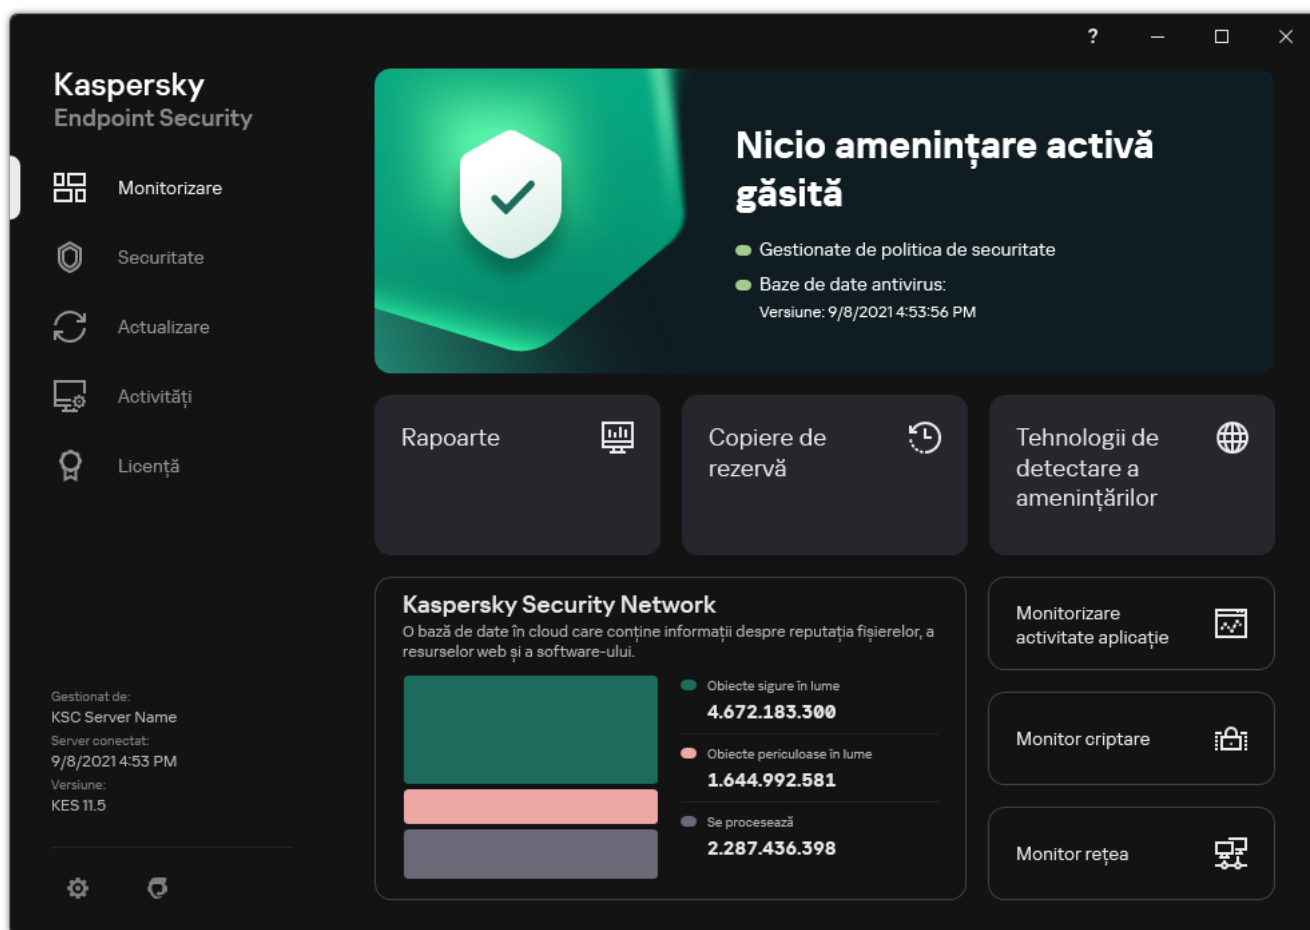 ?
Kaspersky
Endpoint Security
Monitorizare
Securitate
Actualizare
Activități
Licență
Gestionat de:
KSC Server Name
Server conectat:
9/8/2021 4:53 PM
Versiune:
KES 11.5
Nicio amenințare activă
găsită
Gestionate de politica de securitate
Baze de date antivirus:
Versiune: 9/8/2021 4:53:56 PM
Rapoarte
Copiere de
rezervă
Tehnologii de
detectare a
amenințărilor
Kaspersky Security Network
O bază de date în cloud care conține informații despre reputația fișierelor, a
resurselor web și a software-ului.
Obiecte sigure în lume
4.672.183.300
Obiecte periculoase în lume
1.644.992.581
Se procesează
2.287.436.398
Monitorizare
activitate aplicație
Monitor criptare
Monitor rețea